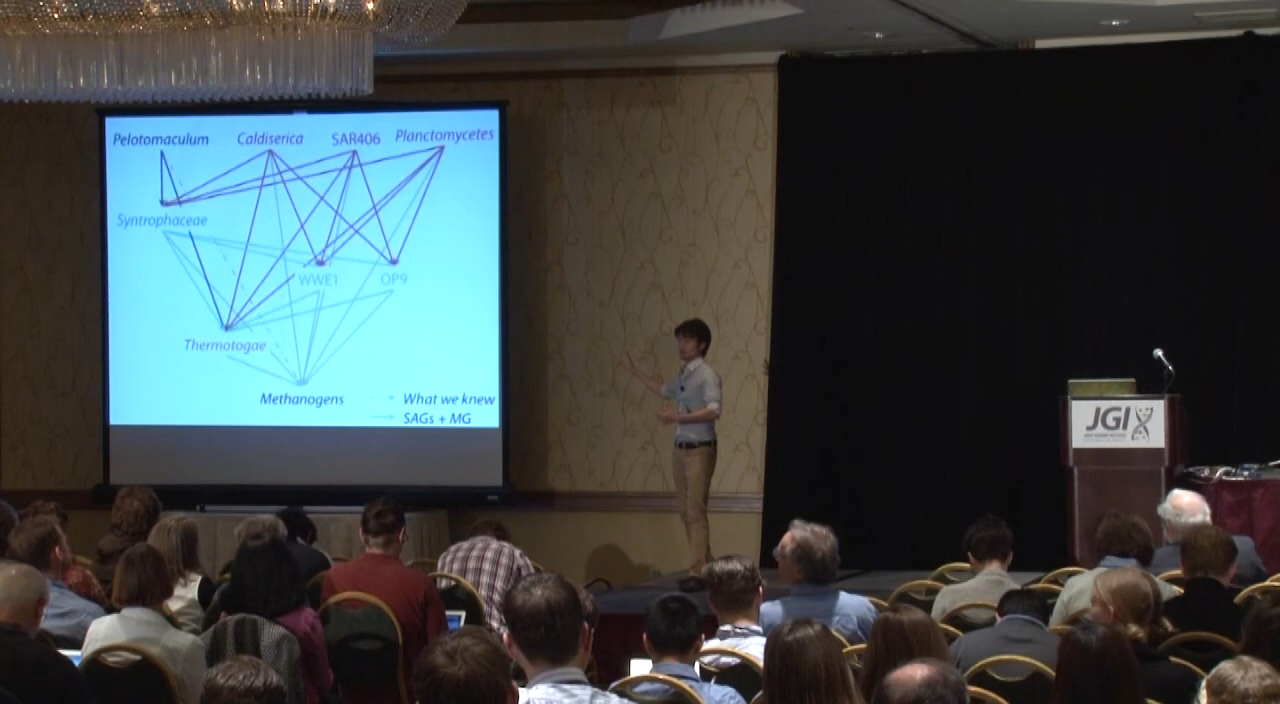 Pelotomaculum Caldiserica SAR406 Planctomycetes
Syntrophaceae
WWE1 OP9
Thermotogae
Methanogens
What we knew
SAGs + MG
JGI